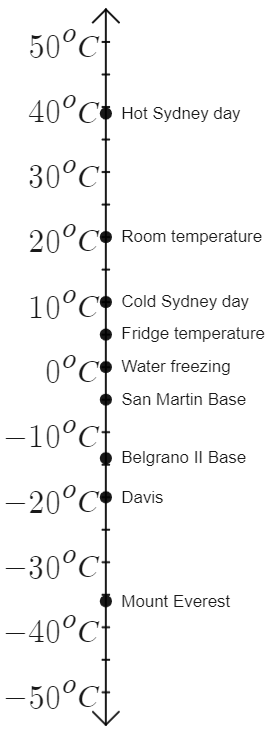 50°C
40°C Hot Sydney day
30°C
20°C Room temperature
10°C Cold Sydney day
Fridge temperature
0°C Water freezing
San Martin Base
−10°C
Belgrano II Base
−20°C Davis
−30°C
Mount Everest
−40°C
−50°C